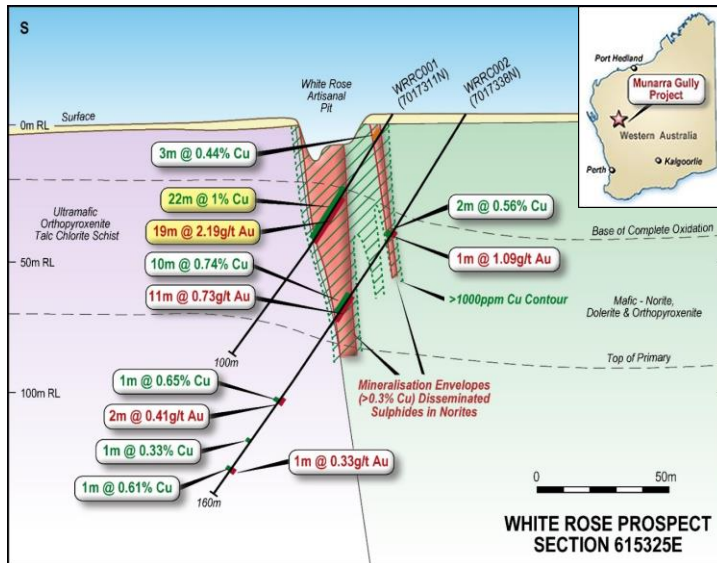 S
WRRC001
(7017311N)
WRRC002
(7017338N)
White Rose
Artisanal
Pit
Surface
0m RL
3m @ 0.44% Cu
22m @ 1% Cu
19m @ 2.19g/t Au
Ultramafic
Orthopyroxenite
Talc Chlorite Schist
2m @ 0.56% Cu
Base of Complete Oxidation
50m RL
10m @ 0.74% Cu
1m @ 1.09g/t Au
11m @ 0.73g/t Au
>1000ppm Cu Contour
Mafic - Norite,
Dolerite & Orthopyroxenite
100m
Top of Primary
100m RL
1m @ 0.65% Cu
Mineralisation Envelopes
(>0.3% Cu) Disseminated
Sulphides in Norites
2m @ 0.41g/t Au
1m @ 0.33% Cu
1m @ 0.33g/t Au
1m @ 0.61% Cu
160m
0
50m
WHITE ROSE PROSPECT
SECTION 615325E
Port Hedland
Munarra Gully
Project
Western Australia
Perth
Kalgoorlie